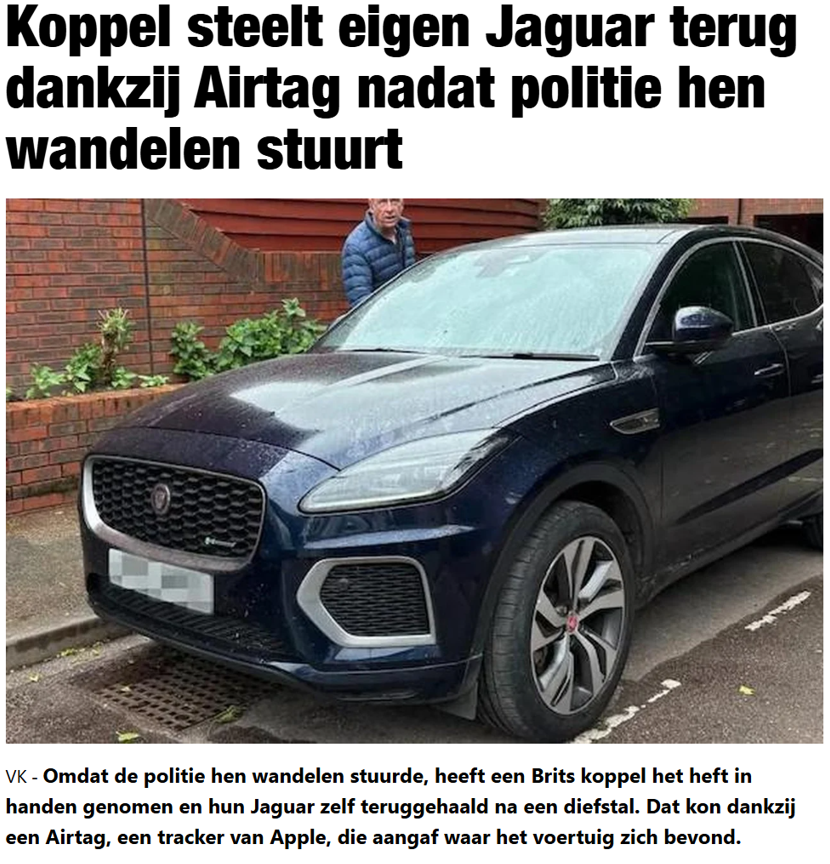 Koppel steelt eigen Jaguar terug
dankzij Airtag nadat politie hen
wandelen stuurt
VK - Omdat de politie hen wandelen stuurde, heeft een Brits koppel het heft in
handen genomen en hun Jaguar zelf teruggehaald na een diefstal. Dat kon dankzij
een Airtag, een tracker van Apple, die aangaf waar het voertuig zich bevond.